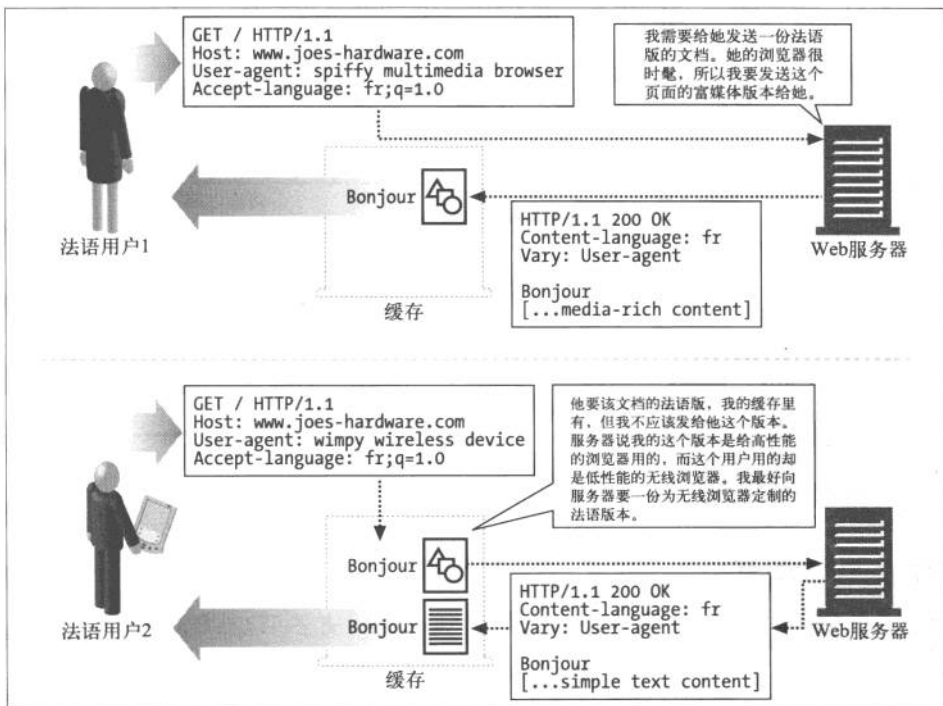 GET / HTTP/1.1
Host: www.joes-hardware.com
User-agent: spiffy multimedia browser
Accept-language: fr;q=1.0
我需要给她发送一份法语
版的文档。她的浏览器很
时髦，所以我要发送这个
页面的富媒体版本给她。
Bonjour
HTTP/1.1 200 OK
Content-language: fr
Vary: User-agent
Bonjour
[...media-rich content]
法语用户1
缓存
Web服务器
GET / HTTP/1.1
Host: www.joes-hardware.com
User-agent: wimpy wireless device
Accept-language: fr;q=1.0
他要该文档的法语版，我的缓存里
有，但我不应该发给他这个版本。
服务器说我的这个版本是给高性能
的浏览器用的，而这个用户用的却
是低性能的无线浏览器。我最好向
服务器要一份为无线浏览器定制的
法语版本。
Bonjour
Bonjour
HTTP/1.1 200 OK
Content-language: fr
Vary: User-agent
Bonjour
[...simple text content]
法语用户2
缓存
Web服务器